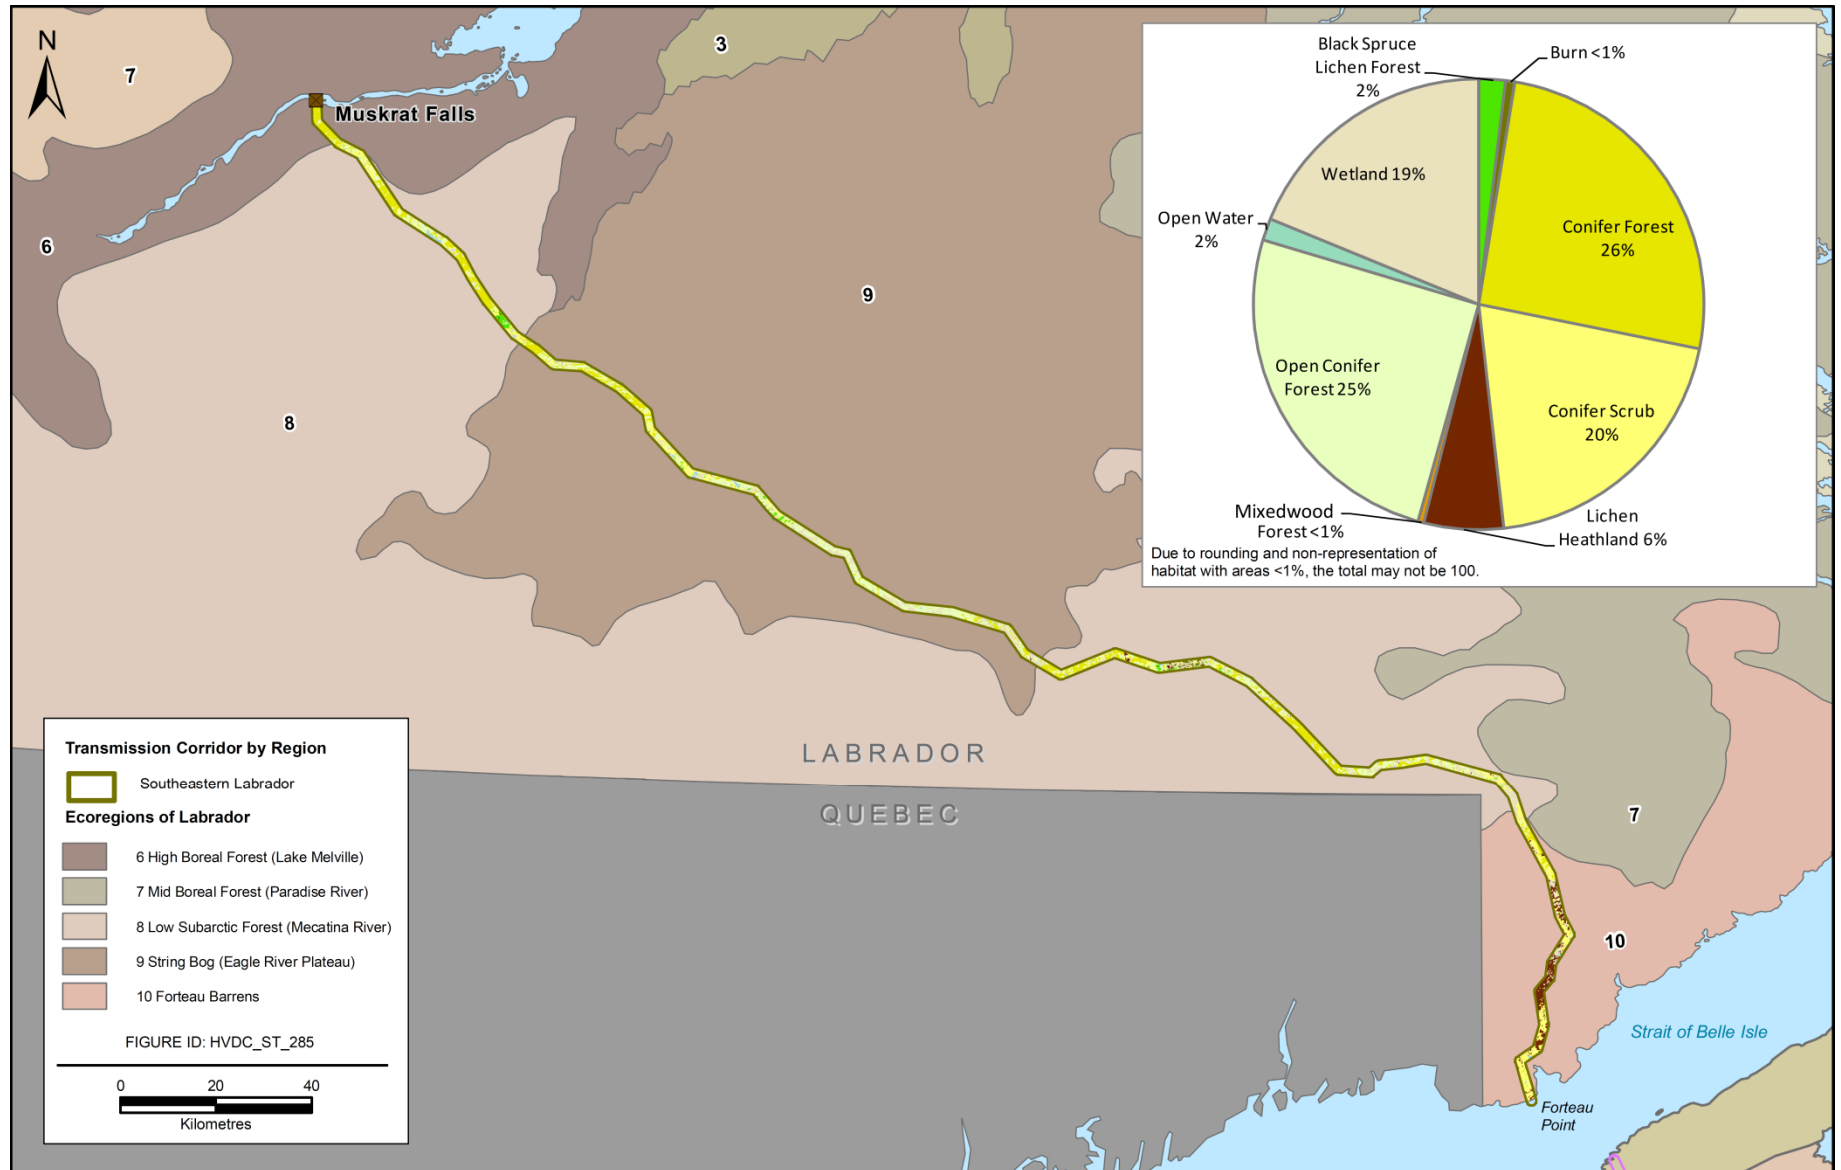 N
7
3
Muskrat Falls
6
9
8
LABRADOR
QUEBEC
7
10
Strait of Belle Isle
Forteau
Point
Black Spruce
Lichen Forest
2%
Burn <1%
Wetland 19%
Conifer Forest
26%
Open Water
2%
Open Conifer
Forest 25%
Conifer Scrub
20%
Mixedwood
Forest <1%
Lichen
Heathland 6%
Due to rounding and non-representation of
habitat with areas <1%, the total may not be 100.
Transmission Corridor by Region
Southeastern Labrador
Ecoregions of Labrador
6 High Boreal Forest (Lake Melville)
7 Mid Boreal Forest (Paradise River)
8 Low Subarctic Forest (Mecatina River)
9 String Bog (Eagle River Plateau)
10 Forteau Barrens
FIGURE ID: HVDC_ST_285
0 20 40
Kilometres